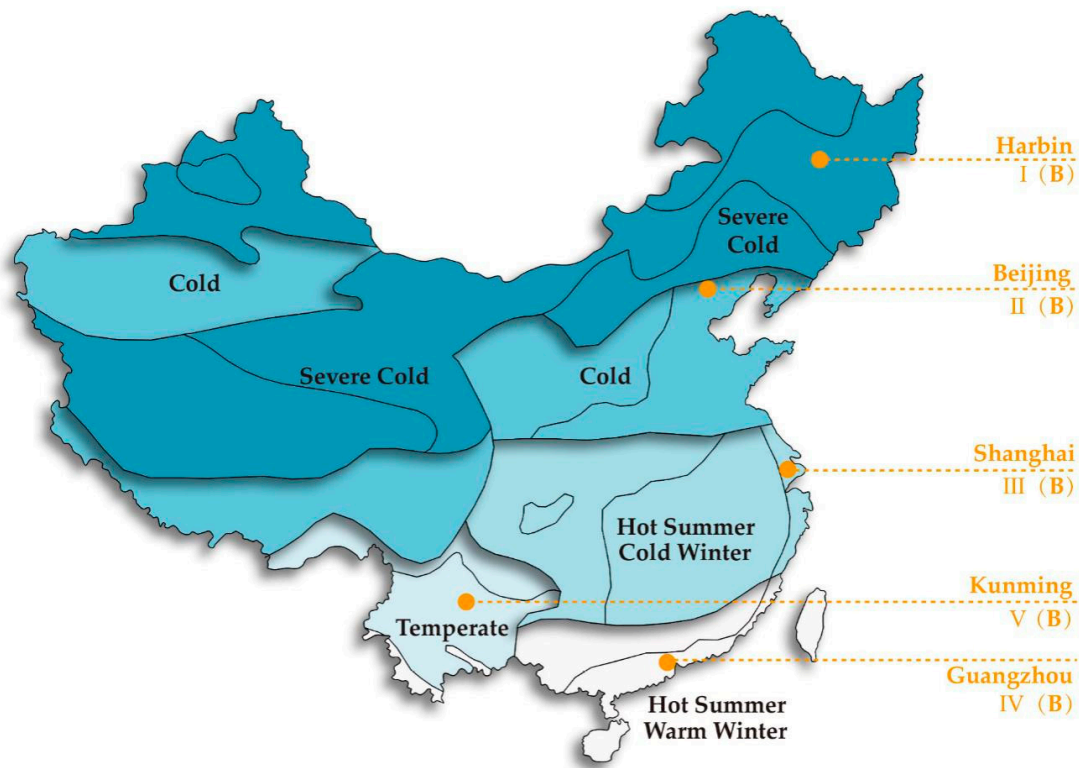 Harbin
I (B)
Severe
Cold
Cold
Beijing
II (B)
Severe Cold
Cold
Shanghai
III (B)
Hot Summer
Cold Winter
Kunming
V (B)
Temperate
Guangzhou
IV (B)
Hot Summer
Warm Winter